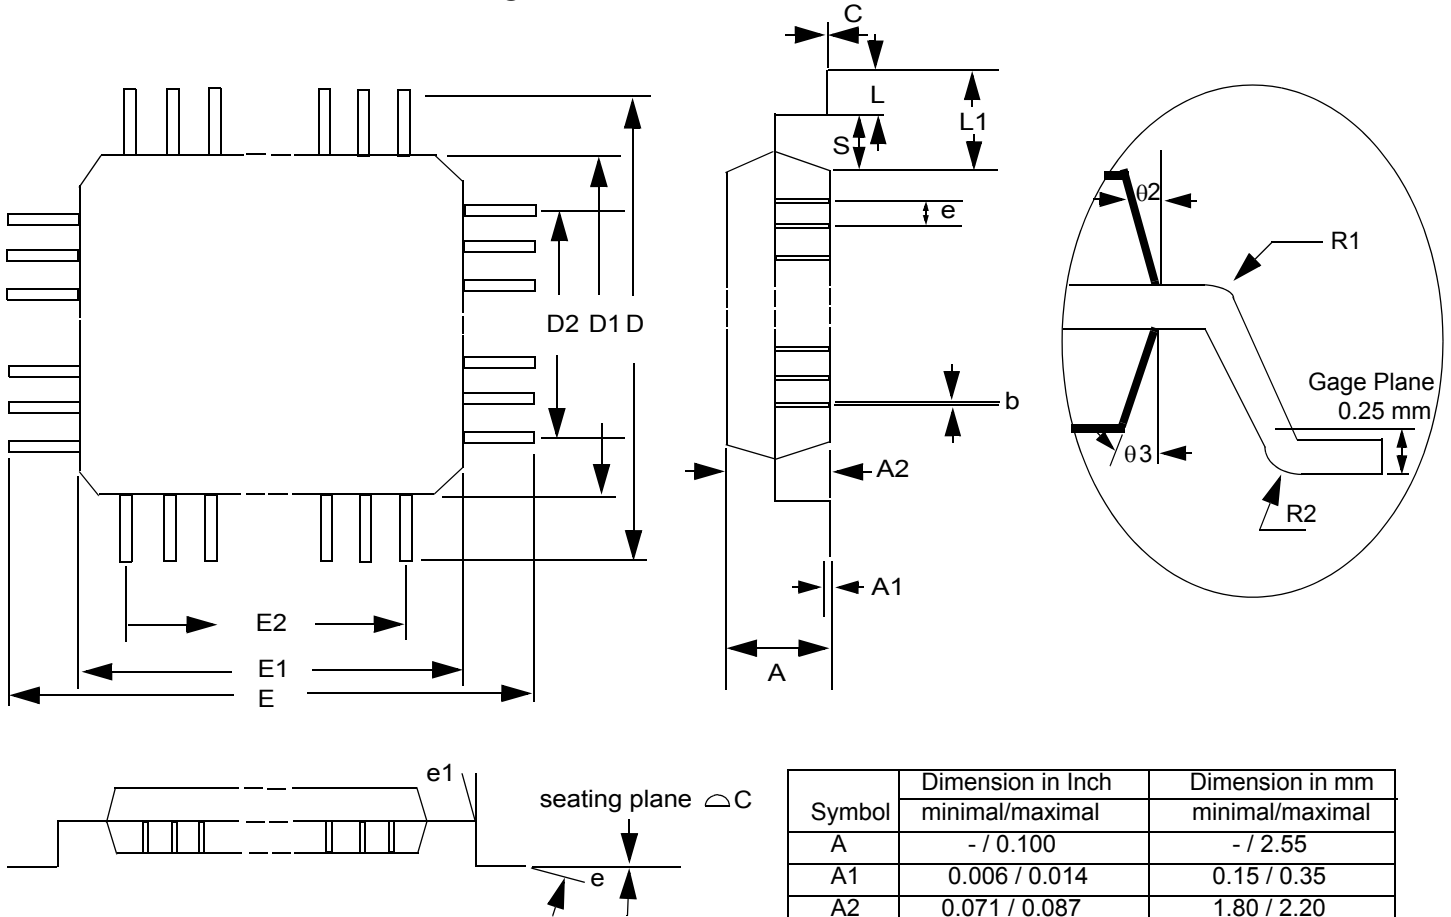 C
L
L1
S
e
θ2
R1
D2 D1 D
Gage Plane
0.25 mm
b
θ3
A2
R2
A1
E2
E1
A
E
e1
seating plane ⌓ C
e
Symbol
Dimension in Inch
Dimension in mm
minimal/maximal
minimal/maximal
A
- / 0.100
- / 2.55
A1
0.006 / 0.014
0.15 / 0.35
A2
0.071 / 0.087
1.80 / 2.20